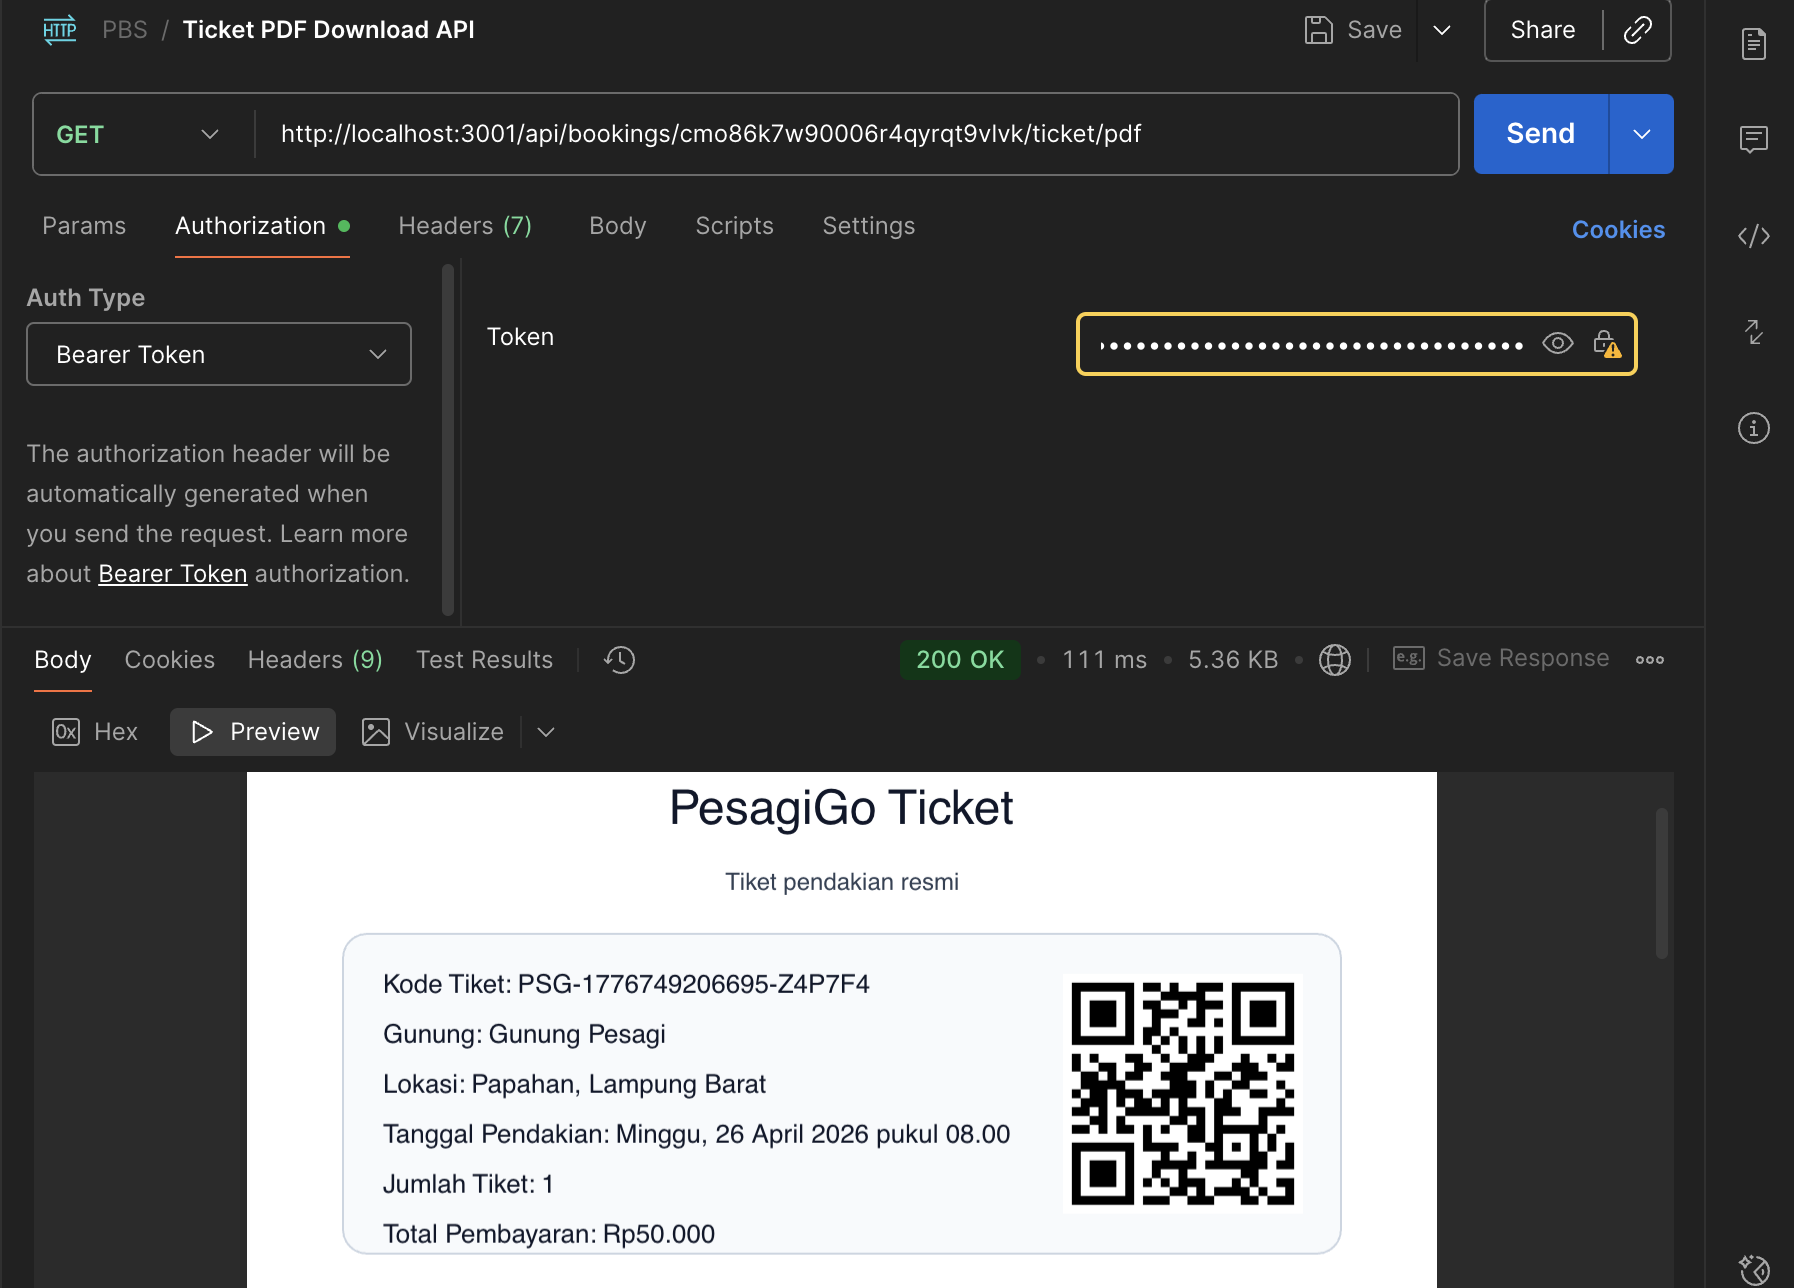 HTTP PBS / Ticket PDF Download API Save Share
GET http://localhost:3001/api/bookings/cmo86k7w90006r4qyrqt9vlvk/ticket/pdf Send
Params Authorization Headers (7) Body Scripts Settings Cookies
Auth Type
Bearer Token
Token
The authorization header will be
automatically generated when
you send the request. Learn more
about Bearer Token authorization.
Body Cookies Headers (9) Test Results 200 OK 111 ms 5.36 KB e.g. Save Response
0x Hex Preview Visualize
PesagiGo Ticket
Tiket pendakian resmi
Kode Tiket: PSG-1776749206695-Z4P7F4
Gunung: Gunung Pesagi
Lokasi: Papahan, Lampung Barat
Tanggal Pendakian: Minggu, 26 April 2026 pukul 08.00
Jumlah Tiket: 1
Total Pembayaran: Rp50.000